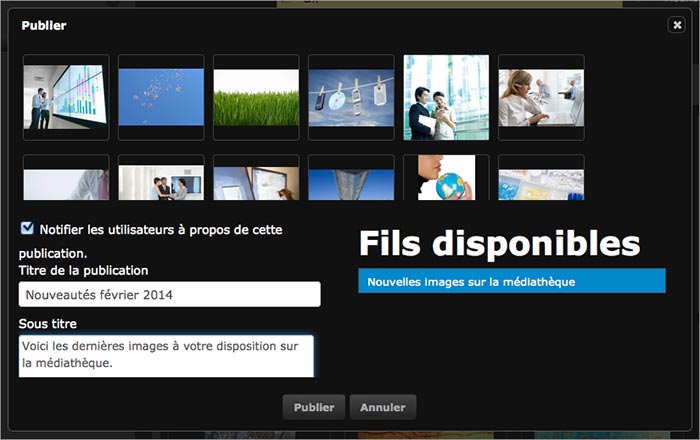 Publier
Notifier les utilisateurs à propos de cette
publication.
Titre de la publication
Nouveautés février 2014
Sous titre
Voici les dernières images à votre disposition sur
la médiathèque.
Fils disponibles
Nouvelles images sur la médiathèque
Publier
Annuler